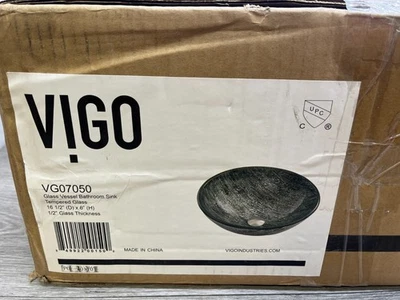 VIGO
UPC
C ®
VG07050
Glass Vessel Bathroom Sink
Tempered Glass
16 1/2" (D) x 6" (H)
1/2" Glass Thickness
MADE IN CHINA
VIGOINDUSTRIES.COM